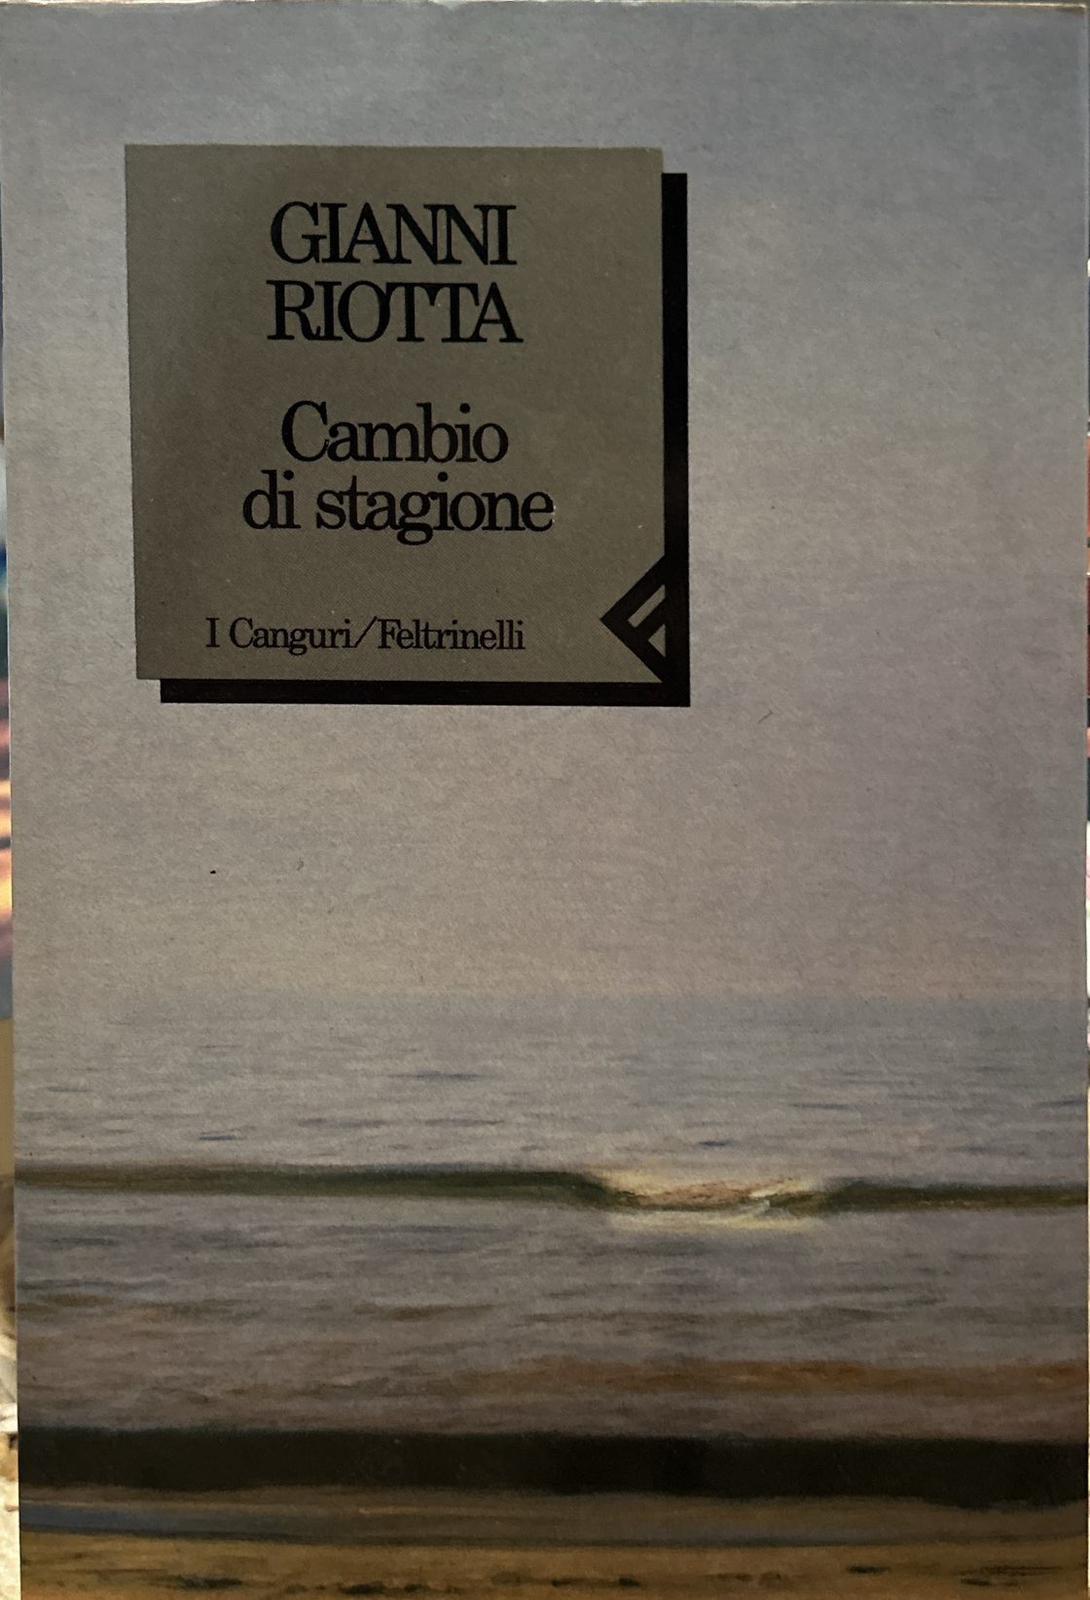 GIANNI
RIOTTA
Cambio
di stagione
I Canguri/Feltrinelli